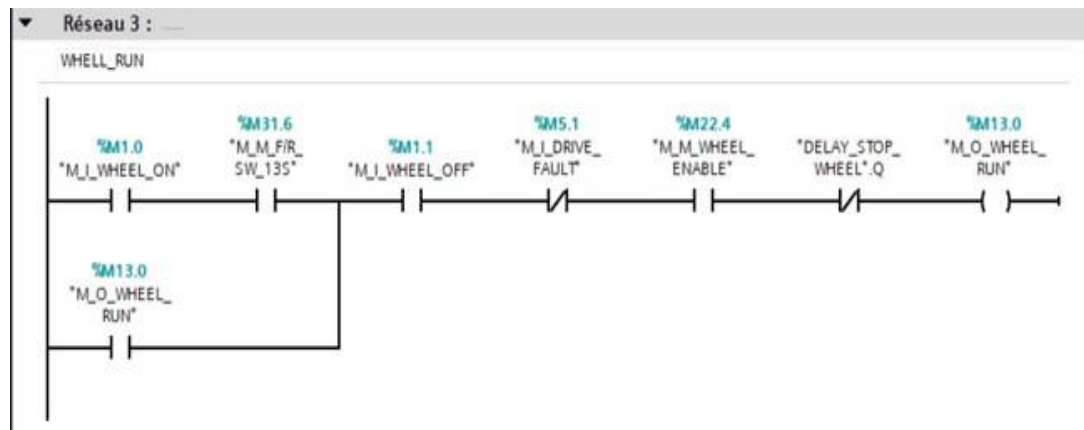 Réseau 3 : ....
WHELL_RUN
%M1.0
"M_I_WHEEL_ON"
%M31.6
"M_M_F/R_
SW_13S"
%M1.1
"M_I_WHEEL_OFF"
%M5.1
"M_I_DRIVE_
FAULT"
%M22.4
"M_M_WHEEL_
ENABLE"
"DELAY_STOP_
WHEEL".Q
%M13.0
"M_O_WHEEL_
RUN"
%M13.0
"M_O_WHEEL_
RUN"